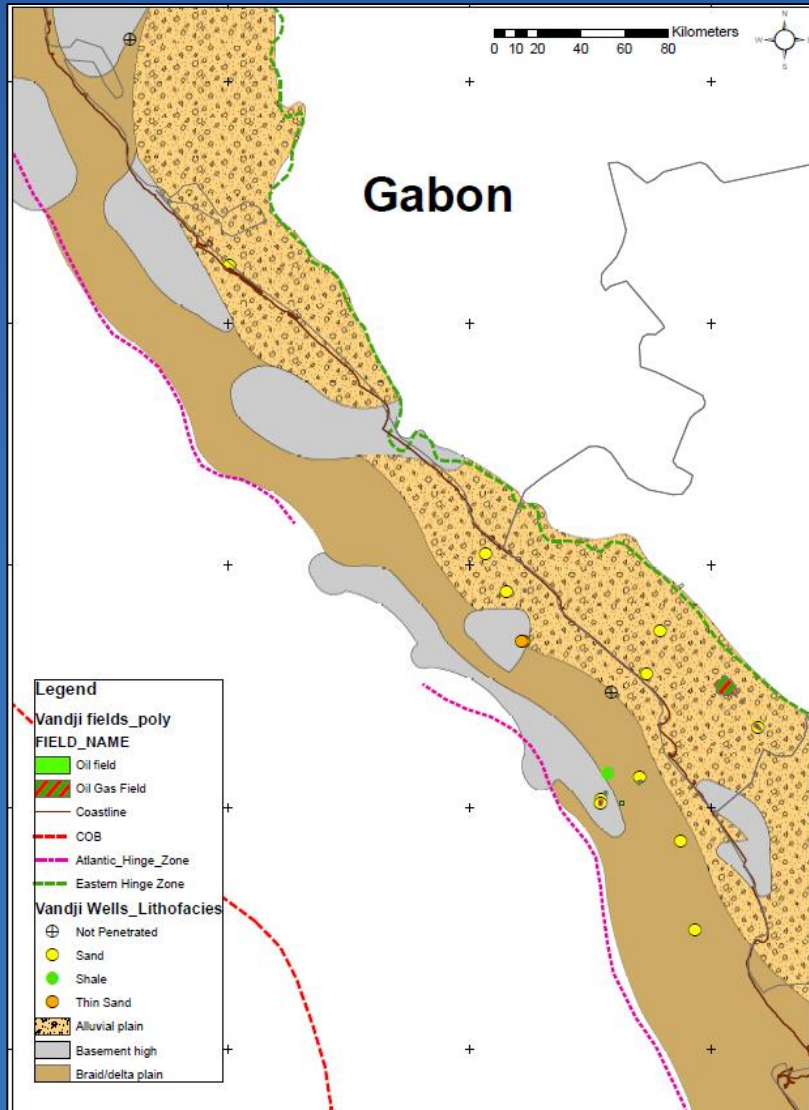 Kilometers
0 10 20 40 60 80
N
W
S
Gabon
Legend
Vandji fields_poly
FIELD_NAME
Oil field
Oil Gas Field
Coastline
COB
Atlantic_Hinge_Zone
Eastern Hinge Zone
Vandji Wells_Lithofacies
Not Penetrated
Sand
Shale
Thin Sand
Alluvial plain
Basement high
Braid/delta plain